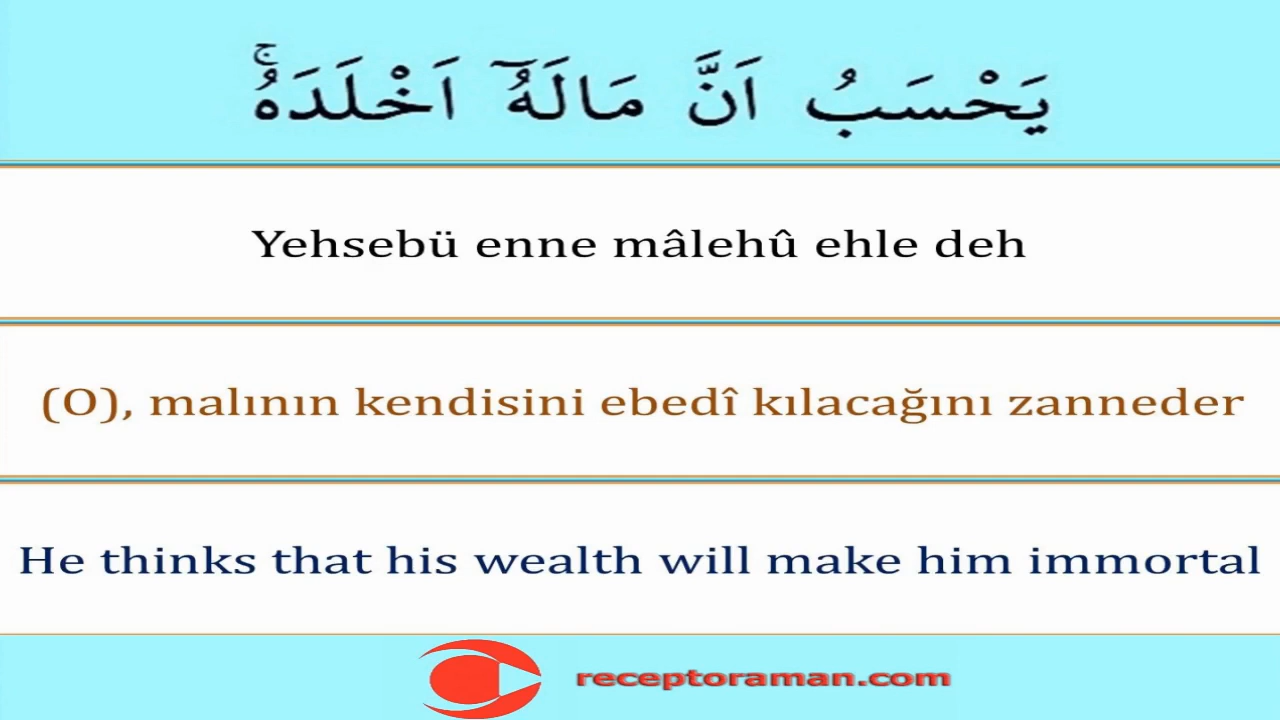 يَحْسَبُ اَنَّ مَالَهُٓ اَخْلَدَهُۚ
Yehsebü enne mâlehû ehle deh
(O), malının kendisini ebedî kılacağını zanneder
He thinks that his wealth will make him immortal
receptoraman.com